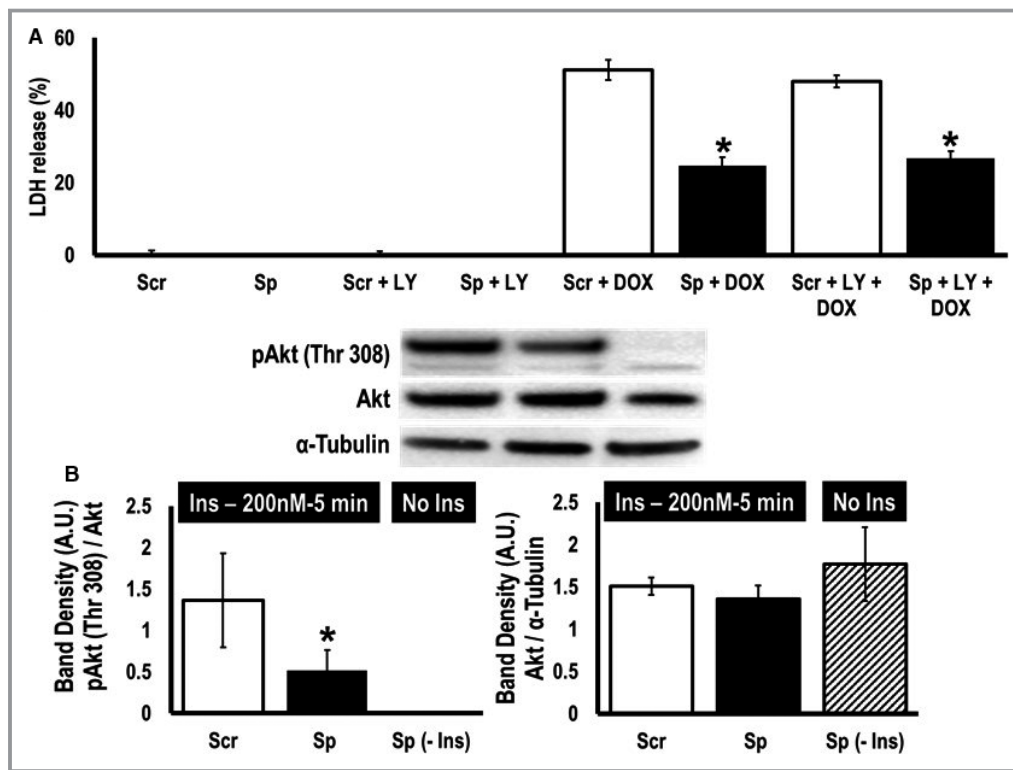 A
LDH release (%)
60
40
20
0
*
*
Scr
Sp
Scr + LY
Sp + LY
Scr + DOX
Sp + DOX
Scr + LY +
DOX
Sp + LY +
DOX
pAkt (Thr 308)
Akt
α-Tubulin
B
Band Density (A.U.)
pAkt (Thr 308) / Akt
2.5
2
1.5
1
0.5
0
Ins – 200nM-5 min
No Ins
*
Scr
Sp
Sp (- Ins)
Band Density (A.U.)
Akt / α-Tubulin
2.5
2
1.5
1
0.5
0
Ins – 200nM-5 min
No Ins
Scr
Sp
Sp (- Ins)